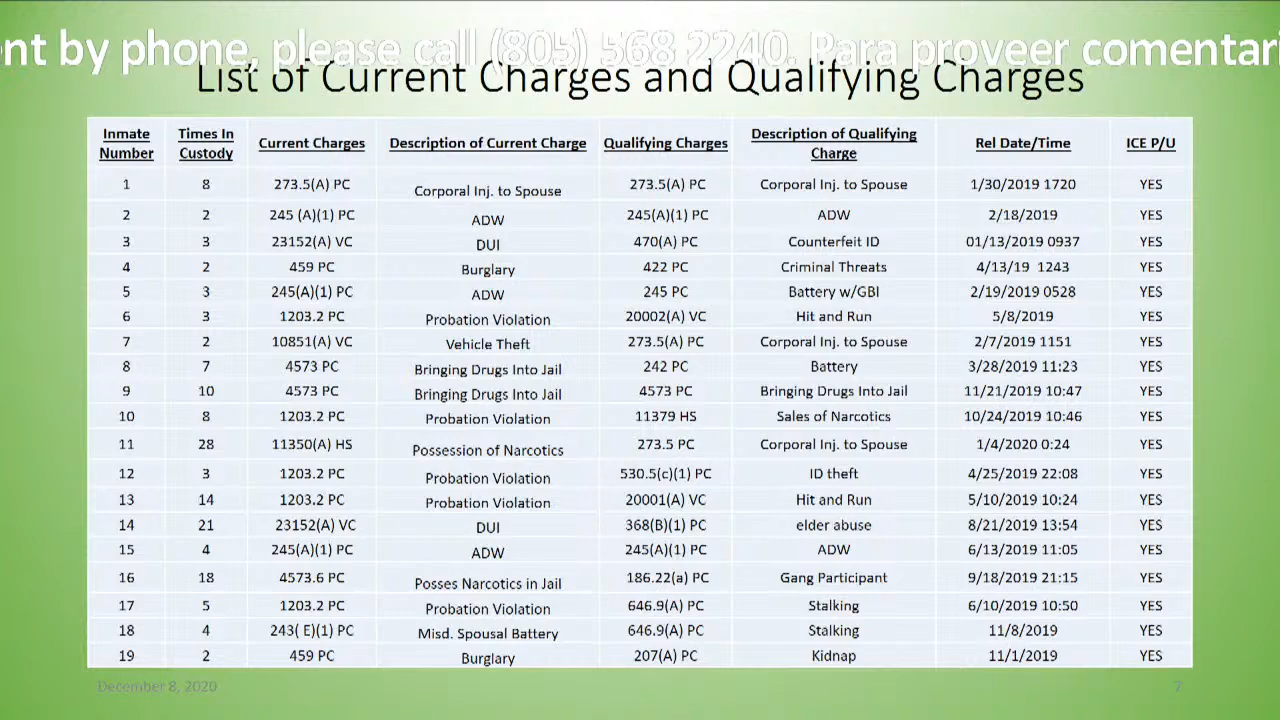 ent by phone, please call (805) 568 2240. Para proveer comentari
List of Current Charges and Qualifying Charges
Inmate Number Times In Custody Current Charges Description of Current Charge Qualifying Charges Description of Qualifying Charge Rel Date/Time ICE P/U
1 8 273.5(A) PC Corporal Inj. to Spouse 273.5(A) PC Corporal Inj. to Spouse 1/30/2019 1720 YES
2 2 245 (A)(1) PC ADW 245(A)(1) PC ADW 2/18/2019 YES
3 3 23152(A) VC DUI 470(A) PC Counterfeit ID 01/13/2019 0937 YES
4 2 459 PC Burglary 422 PC Criminal Threats 4/13/19 1243 YES
5 3 245(A)(1) PC ADW 245 PC Battery w/GBI 2/19/2019 0528 YES
6 3 1203.2 PC Probation Violation 20002(A) VC Hit and Run 5/8/2019 YES
7 2 10851(A) VC Vehicle Theft 273.5(A) PC Corporal Inj. to Spouse 2/7/2019 1151 YES
8 7 4573 PC Bringing Drugs Into Jail 242 PC Battery 3/28/2019 11:23 YES
9 10 4573 PC Bringing Drugs Into Jail 4573 PC Bringing Drugs Into Jail 11/21/2019 10:47 YES
10 8 1203.2 PC Probation Violation 11379 HS Sales of Narcotics 10/24/2019 10:46 YES
11 28 11350(A) HS Possession of Narcotics 273.5 PC Corporal Inj. to Spouse 1/4/2020 0:24 YES
12 3 1203.2 PC Probation Violation 530.5(c)(1) PC ID theft 4/25/2019 22:08 YES
13 14 1203.2 PC Probation Violation 20001(A) VC Hit and Run 5/10/2019 10:24 YES
14 21 23152(A) VC DUI 368(B)(1) PC elder abuse 8/21/2019 13:54 YES
15 4 245(A)(1) PC ADW 245(A)(1) PC ADW 6/13/2019 11:05 YES
16 18 4573.6 PC Posses Narcotics in Jail 186.22(a) PC Gang Participant 9/18/2019 21:15 YES
17 5 1203.2 PC Probation Violation 646.9(A) PC Stalking 6/10/2019 10:50 YES
18 4 243( E)(1) PC Misd. Spousal Battery 646.9(A) PC Stalking 11/8/2019 YES
19 2 459 PC Burglary 207(A) PC Kidnap 11/1/2019 YES
December 8, 2020 7